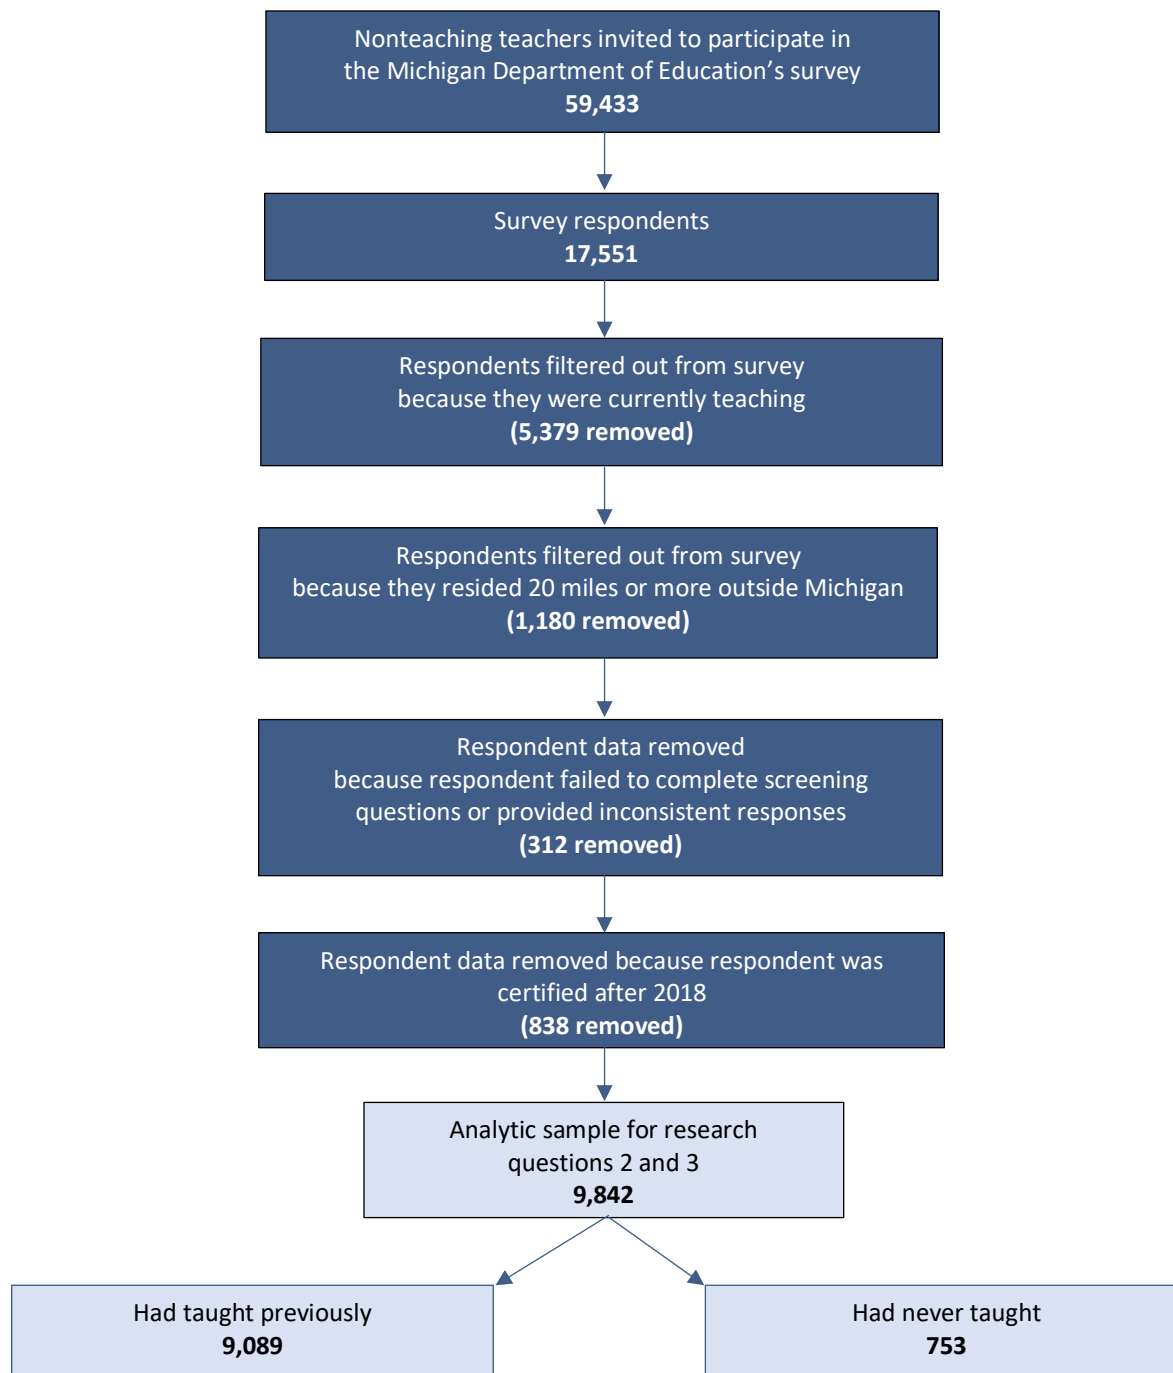 Nonteaching teachers invited to participate in
the Michigan Department of Education’s survey
59,433
Survey respondents
17,551
Respondents filtered out from survey
because they were currently teaching
(5,379 removed)
Respondents filtered out from survey
because they resided 20 miles or more outside Michigan
(1,180 removed)
Respondent data removed
because respondent failed to complete screening
questions or provided inconsistent responses
(312 removed)
Respondent data removed because respondent was
certified after 2018
(838 removed)
Analytic sample for research
questions 2 and 3
9,842
Had taught previously
9,089
Had never taught
753